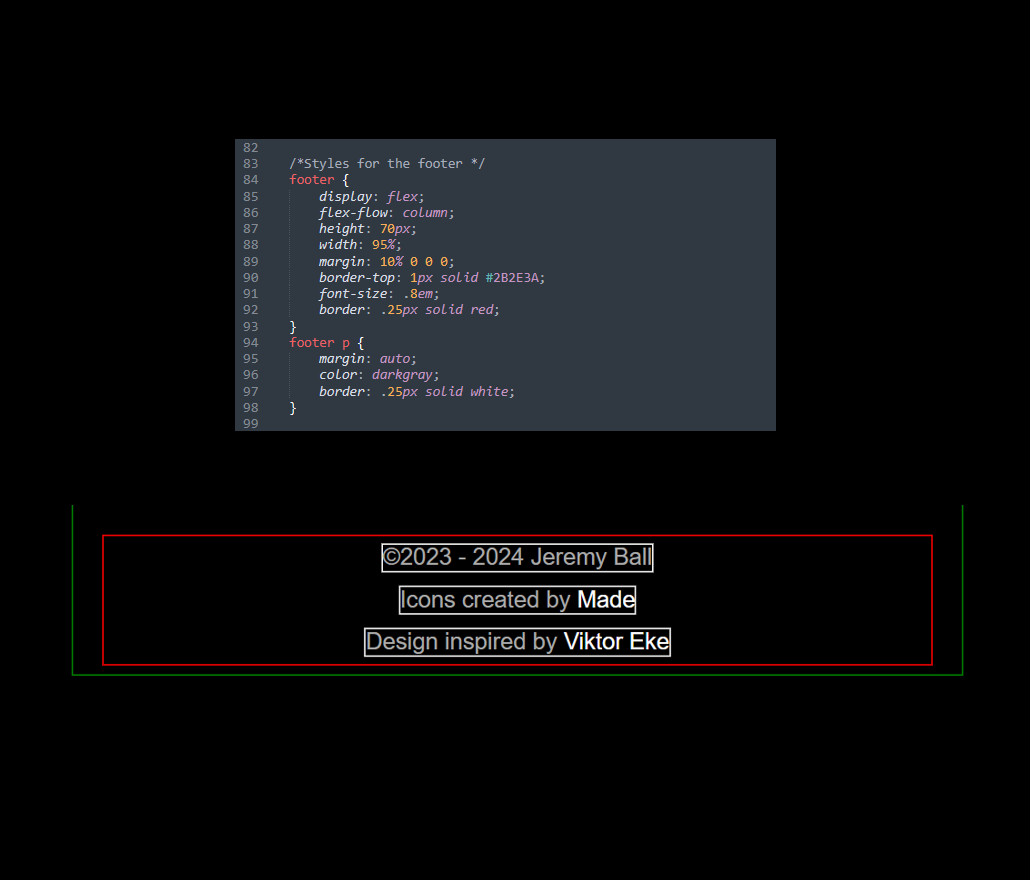 82
83 /*Styles for the footer */
84 footer {
85 display: flex;
86 flex-flow: column;
87 height: 70px;
88 width: 95%;
89 margin: 10% 0 0 0;
90 border-top: 1px solid #2B2E3A;
91 font-size: .8em;
92 border: .25px solid red;
93 }
94 footer p {
95 margin: auto;
96 color: darkgray;
97 border: .25px solid white;
98 }
99
©2023 - 2024 Jeremy Ball
Icons created by Made
Design inspired by Viktor Eke